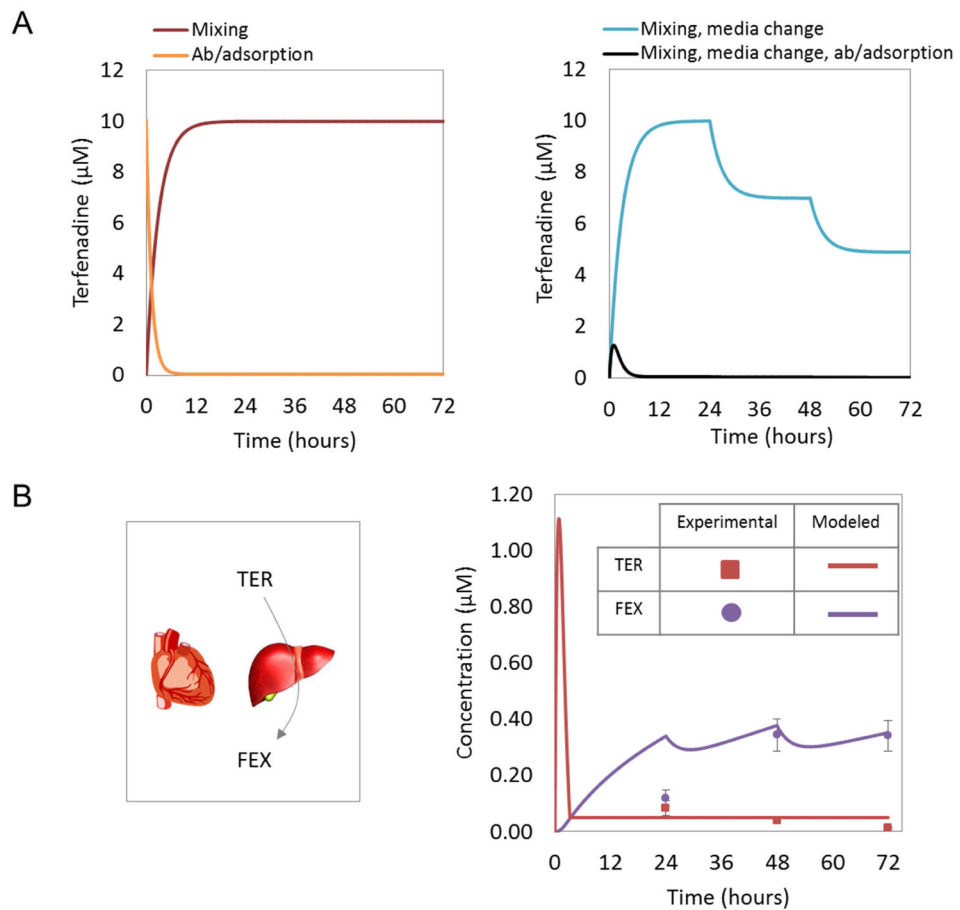 A
Mixing
Ab/adsorption
Terfenadine (µM)
12
10
8
6
4
2
0
0 12 24 36 48 60 72
Time (hours)
Mixing, media change
Mixing, media change, ab/adsorption
Terfenadine (µM)
12
10
8
6
4
2
0
0 12 24 36 48 60 72
Time (hours)
B
TER
FEX
Concentration (µM)
1.20
1.00
0.80
0.60
0.40
0.20
0.00
0 12 24 36 48 60 72
Time (hours)
Experimental Modeled
TER
FEX